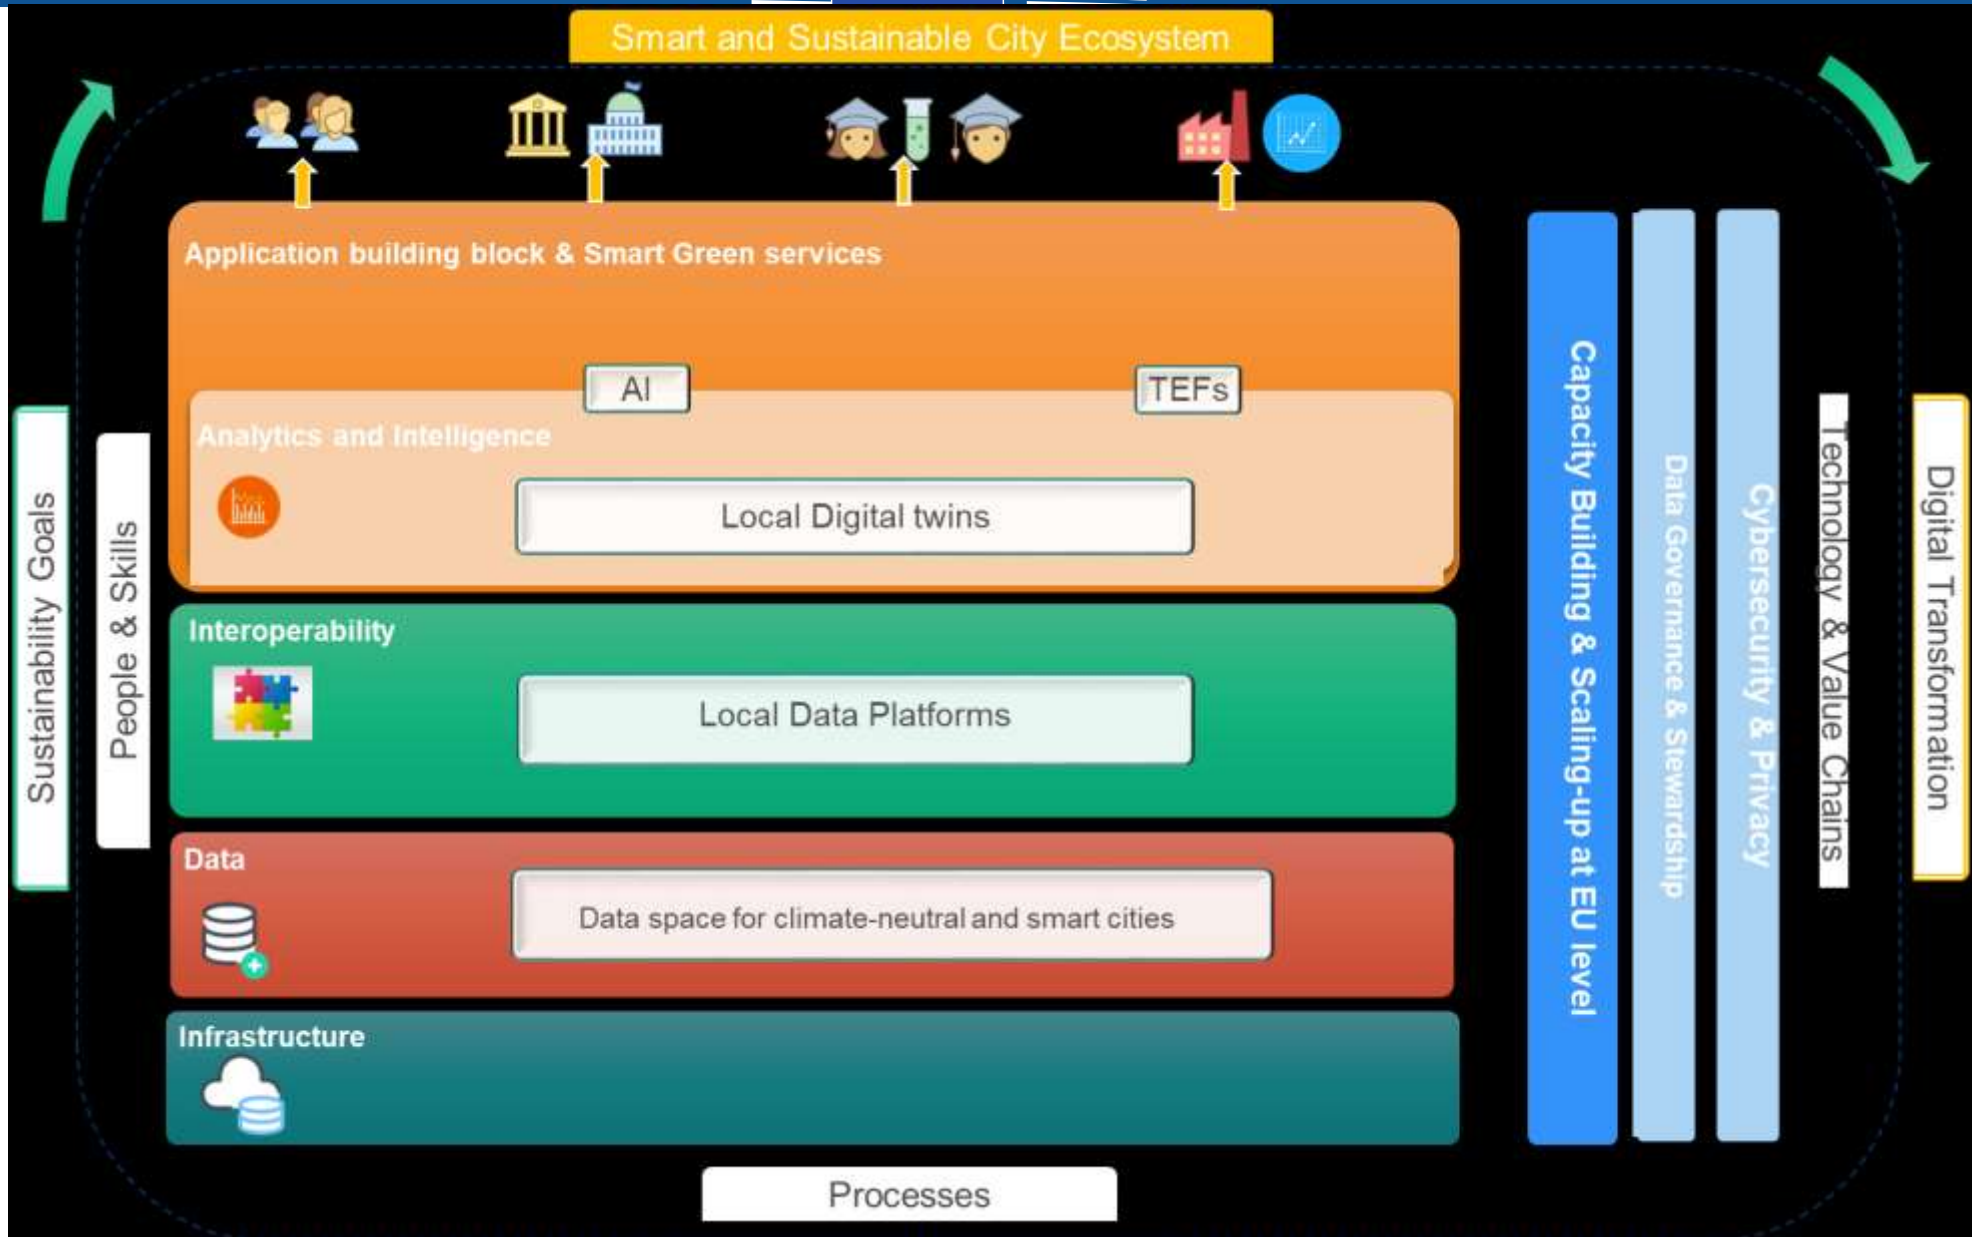 Smart and Sustainable City Ecosystem
Application building block & Smart Green services
AI
TEFs
Analytics and Intelligence
Local Digital twins
Interoperability
Local Data Platforms
Data
Data space for climate-neutral and smart cities
Infrastructure
Processes
Sustainability Goals
People & Skills
Capacity Building & Scaling-up at EU level
Data Governance & Stewardship
Cybersecurity & Privacy
Technology & Value Chains
Digital Transformation